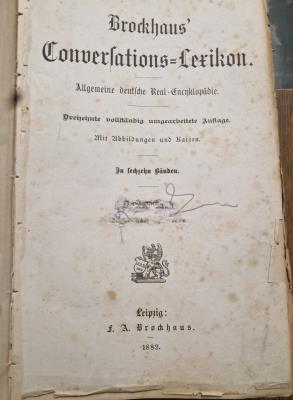 Brockhaus'
Conversations-Lexikon.
Allgemeine deutsche Real-Encyklopädie.
Dreizehnte vollständig umgearbeitete Auflage.
Mit Abbildungen und Karten.
In sechzehn Bänden.
Leipzig:
F. A. Brockhaus.
1882.